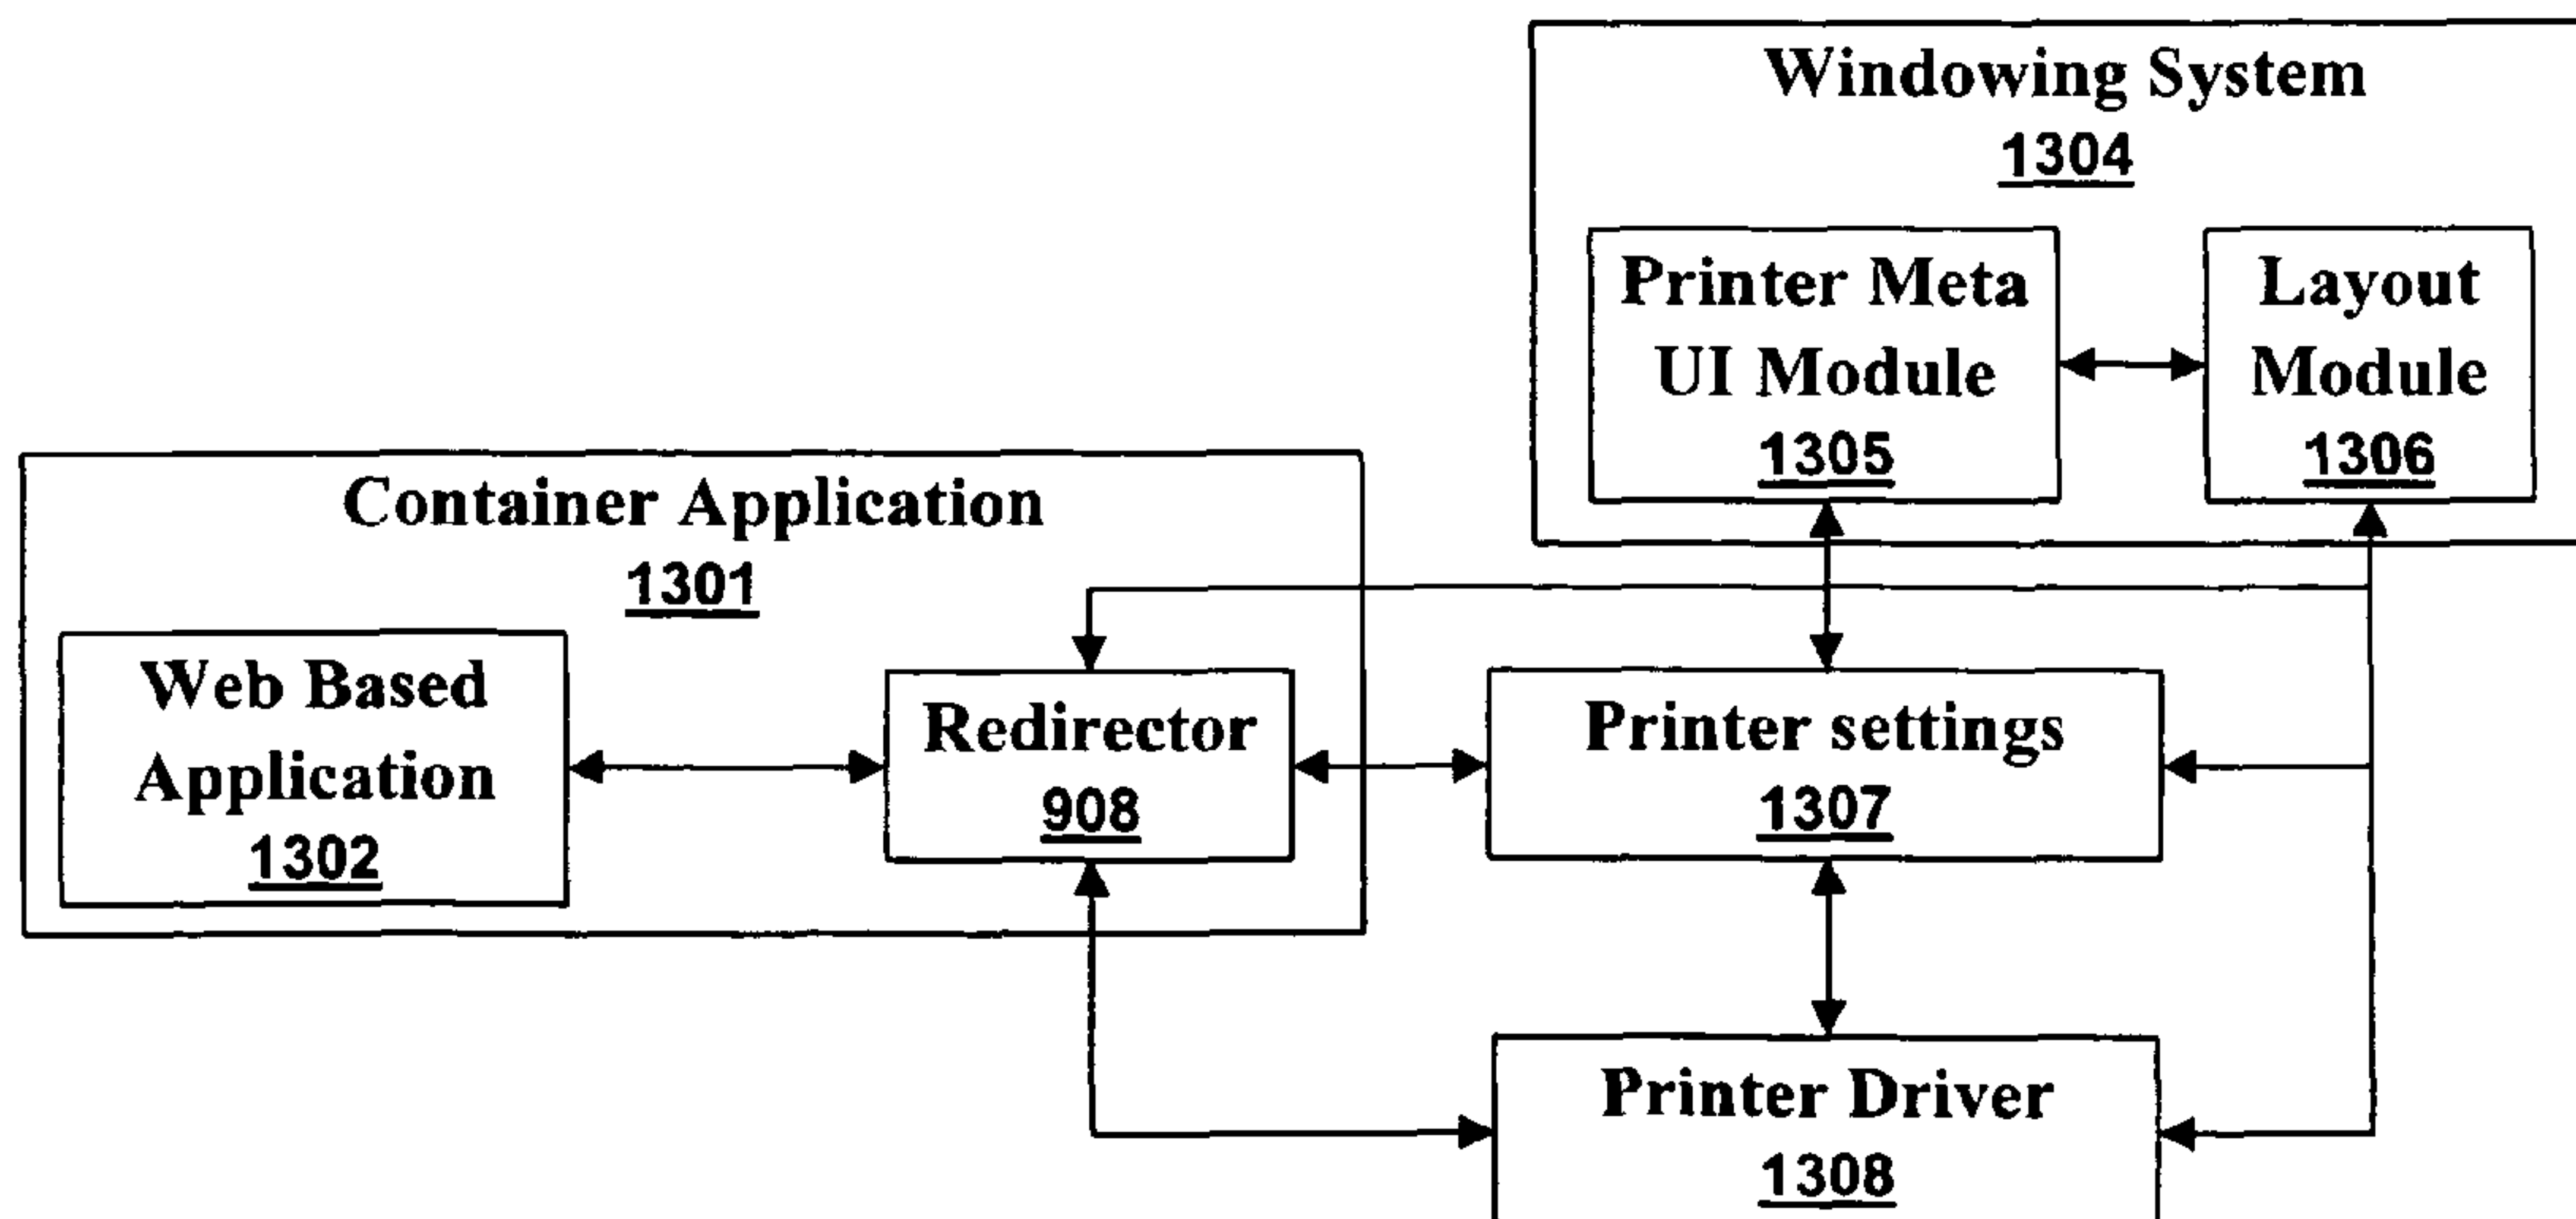 Windowing System
1304
Printer Meta
UI Module
1305
Layout
Module
1306
Container Application
1301
Web Based
Application
1302
Redirector
908
Printer settings
1307
Printer Driver
1308